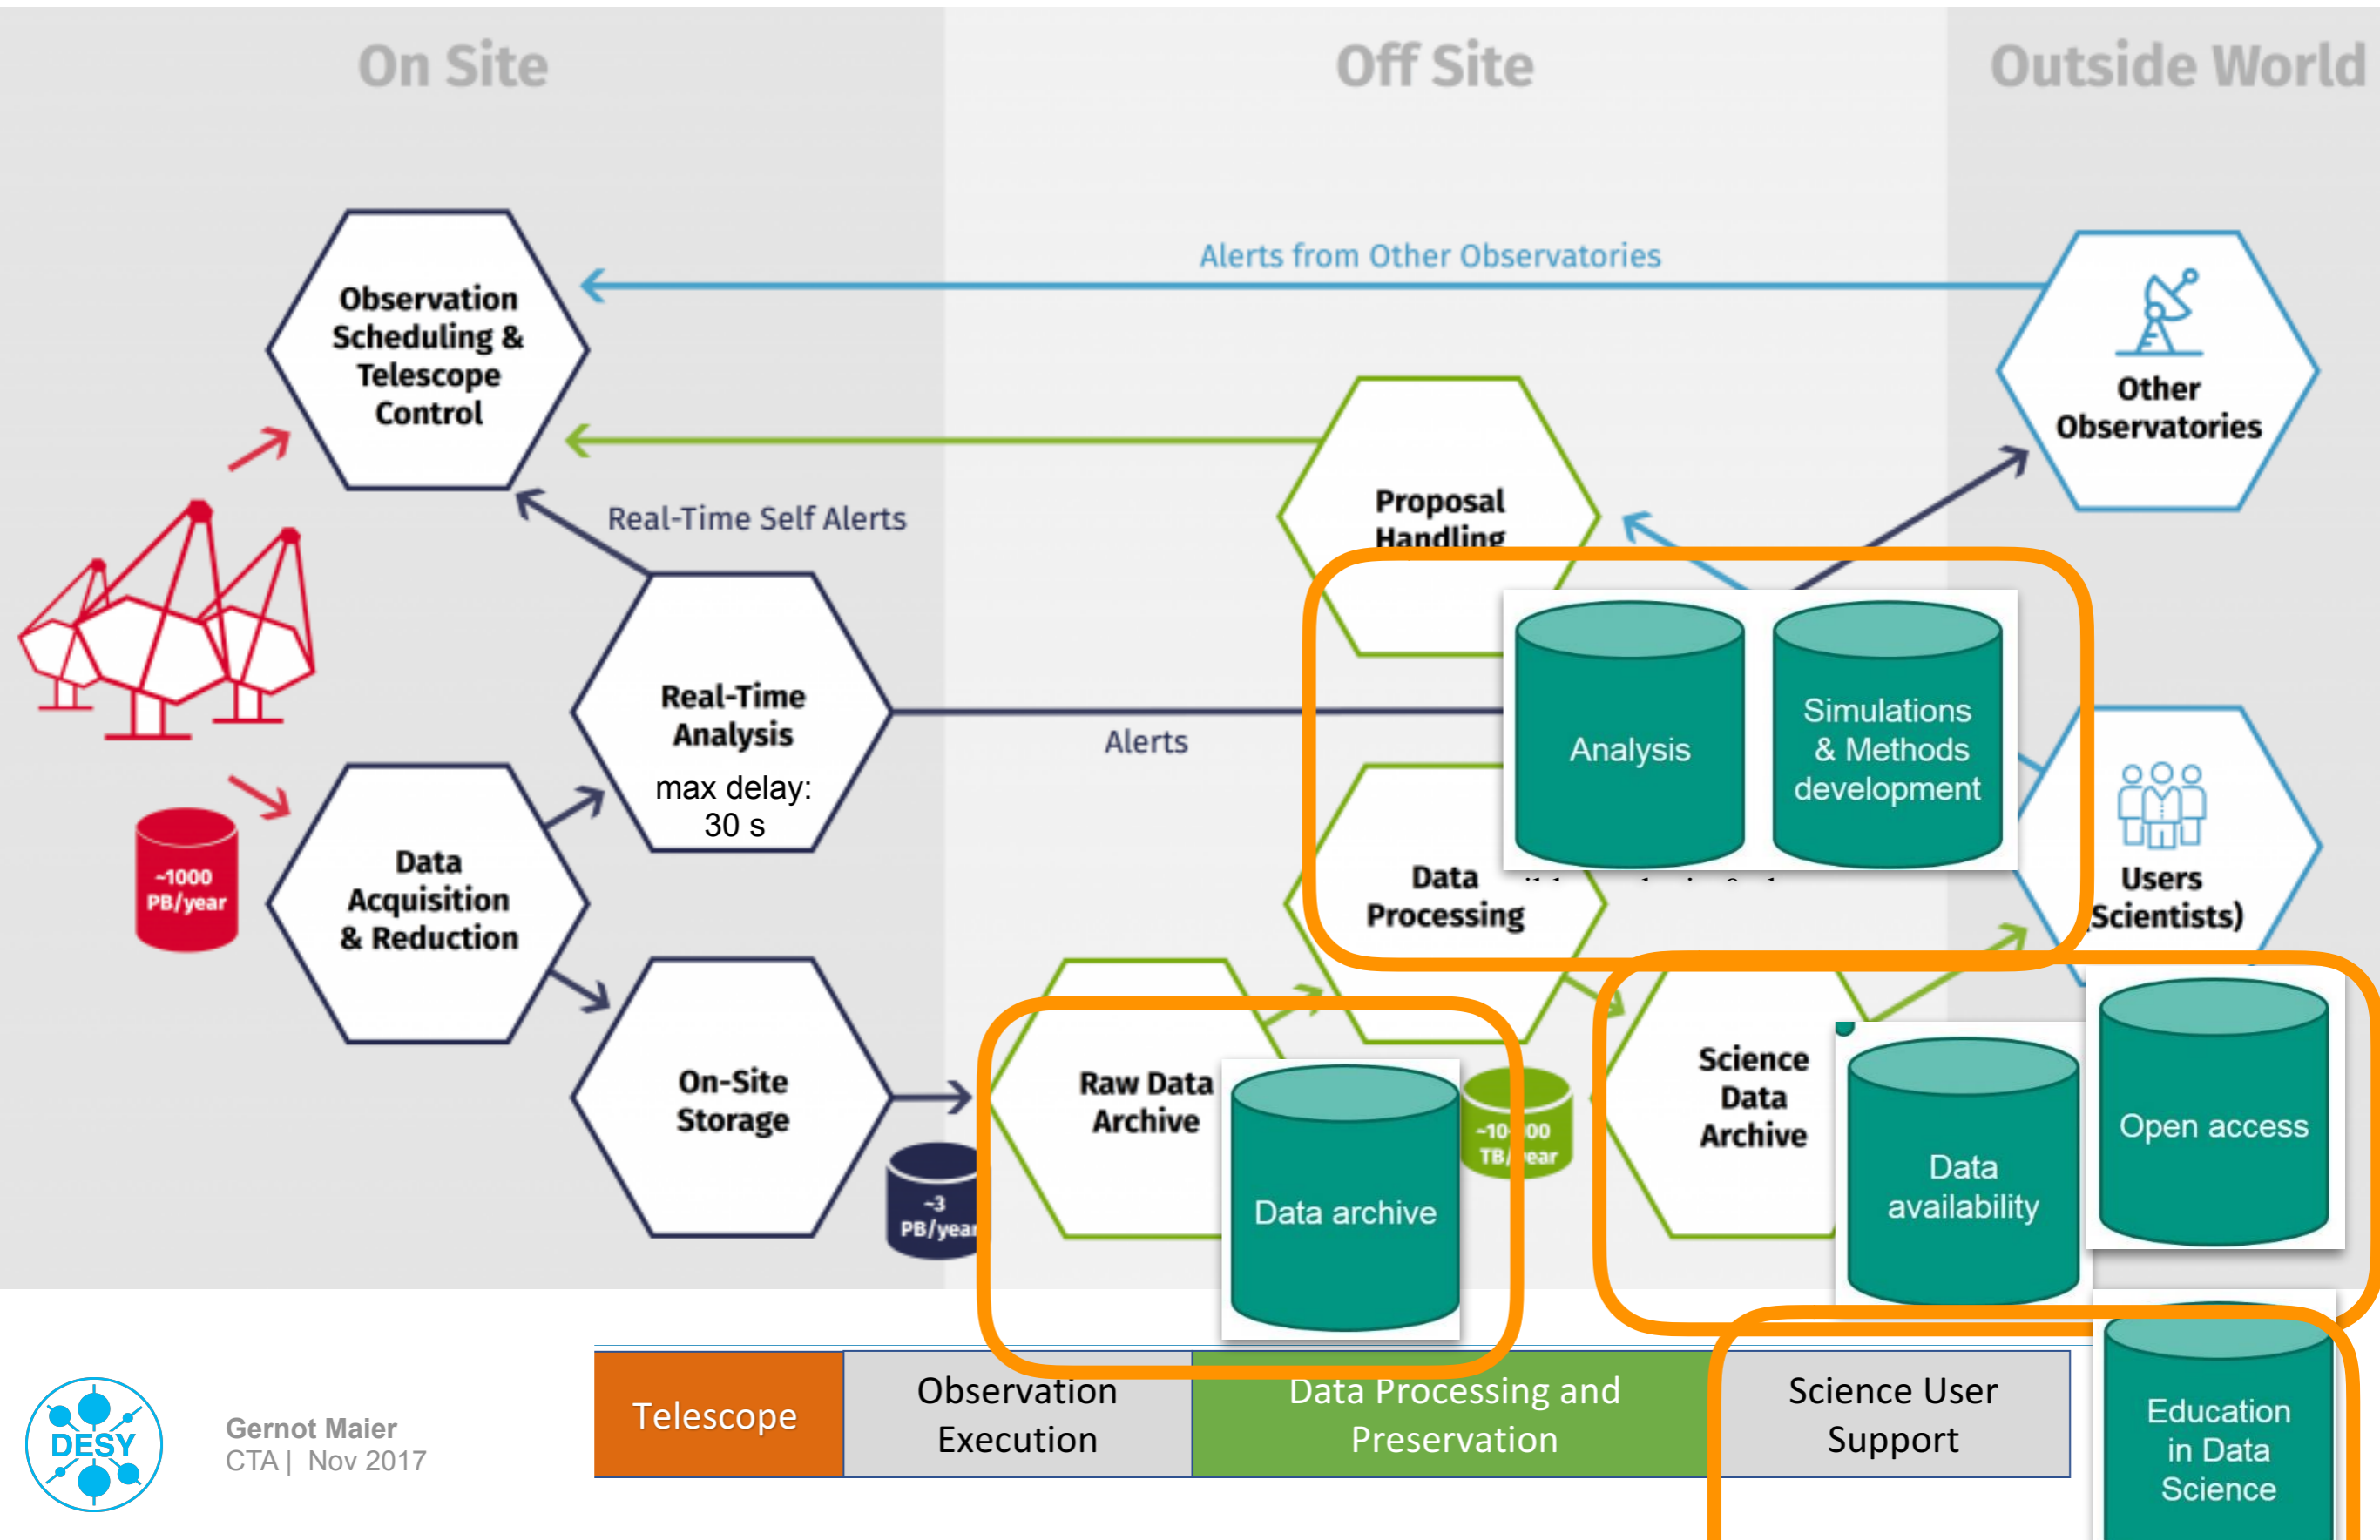 On Site
Off Site
Outside World
Alerts from Other Observatories
Observation
Scheduling &
Telescope
Control
Other
Observatories
Proposal
Handling
Real-Time Self Alerts
Real-Time
Analysis
max delay:
30 s
Alerts
Analysis
Simulations
& Methods
development
~1000
PB/year
Data
Acquisition
& Reduction
Data
Processing
Users
(Scientists)
On-Site
Storage
~3
PB/year
Raw Data
Archive
Data archive
TB/year
Science
Data
Archive
Data
availability
Open access
DESY
Gernot Maier
CTA | Nov 2017
Telescope
Observation
Execution
Data Processing and
Preservation
Science User
Support
Education
in Data
Science